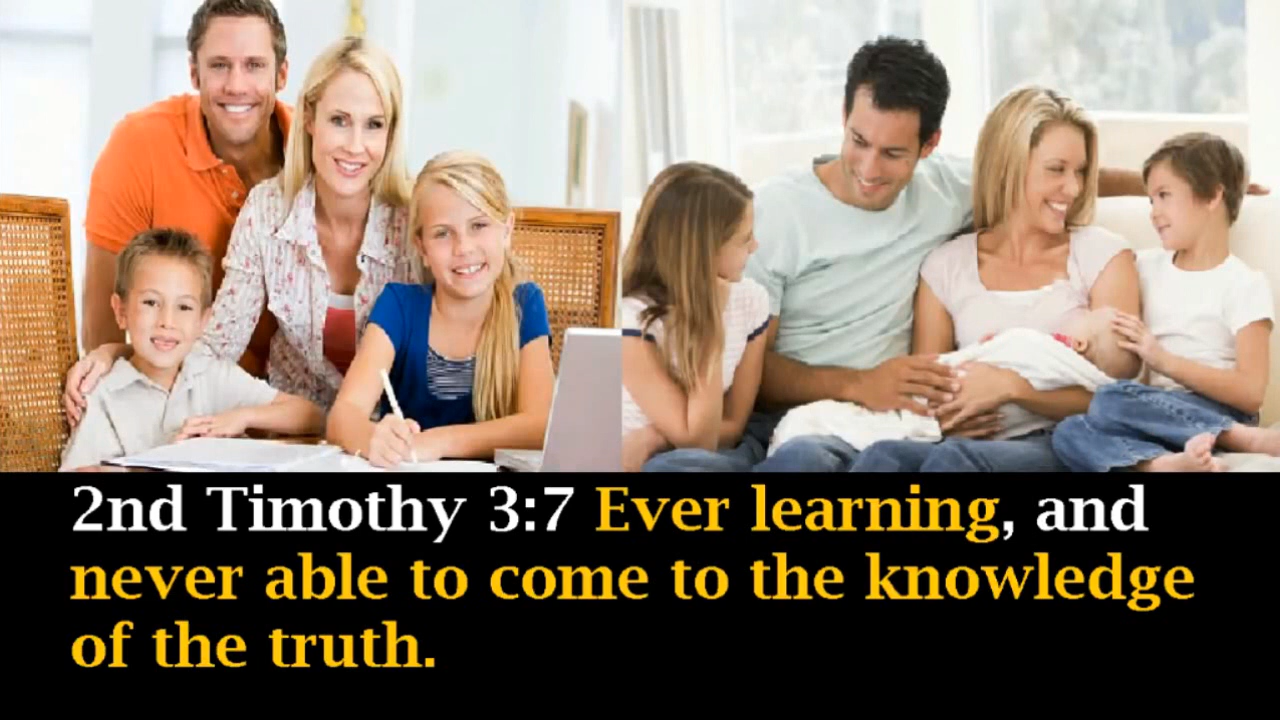 2nd Timothy 3:7 Ever learning, and
never able to come to the knowledge
of the truth.